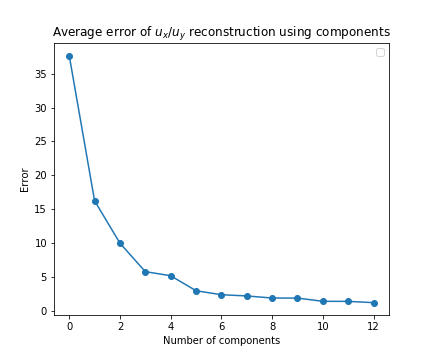 Average error of u_x/u_y reconstruction using components
35
30
25
20
15
10
5
0
Error
0 2 4 6 8 10 12
Number of components